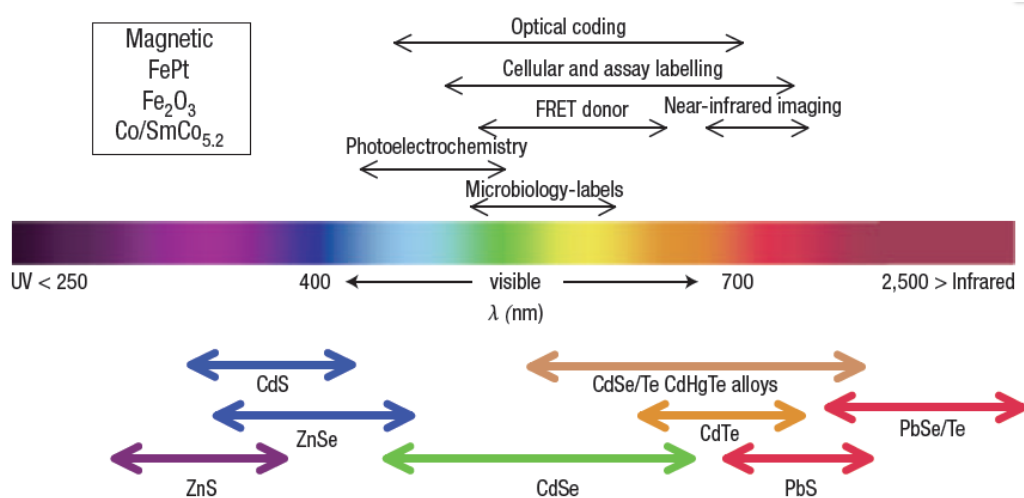 Magnetic
FePt
Fe₂O₃
Co/SmCo₅.₂
Optical coding
Cellular and assay labelling
FRET donor
Near-infrared imaging
Photoelectrochemistry
Microbiology-labels
UV < 250
400
visible
700
2,500 > Infrared
λ (nm)
CdS
CdSe/Te CdHgTe alloys
ZnSe
CdTe
PbSe/Te
ZnS
CdSe
PbS